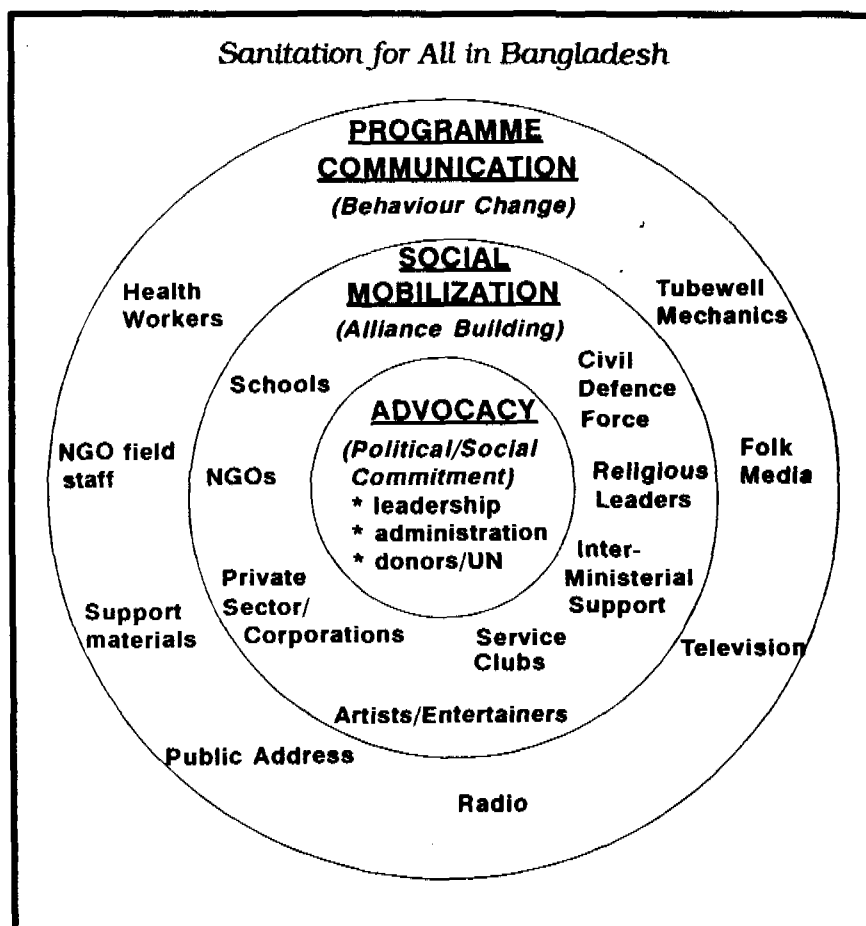 Sanitation for All in Bangladesh
PROGRAMME
COMMUNICATION
(Behaviour Change)
SOCIAL
MOBILIZATION
(Alliance Building)
ADVOCACY
(Political/Social
Commitment)
* leadership
* administration
* donors/UN
Health
Workers
Tubewell
Mechanics
Schools
Civil
Defence
Force
NGO field
staff
NGOs
Religious
Leaders
Folk
Media
Private
Sector/
Corporations
Inter-
Ministerial
Support
Support
materials
Service
Clubs
Television
Artists/Entertainers
Public Address
Radio